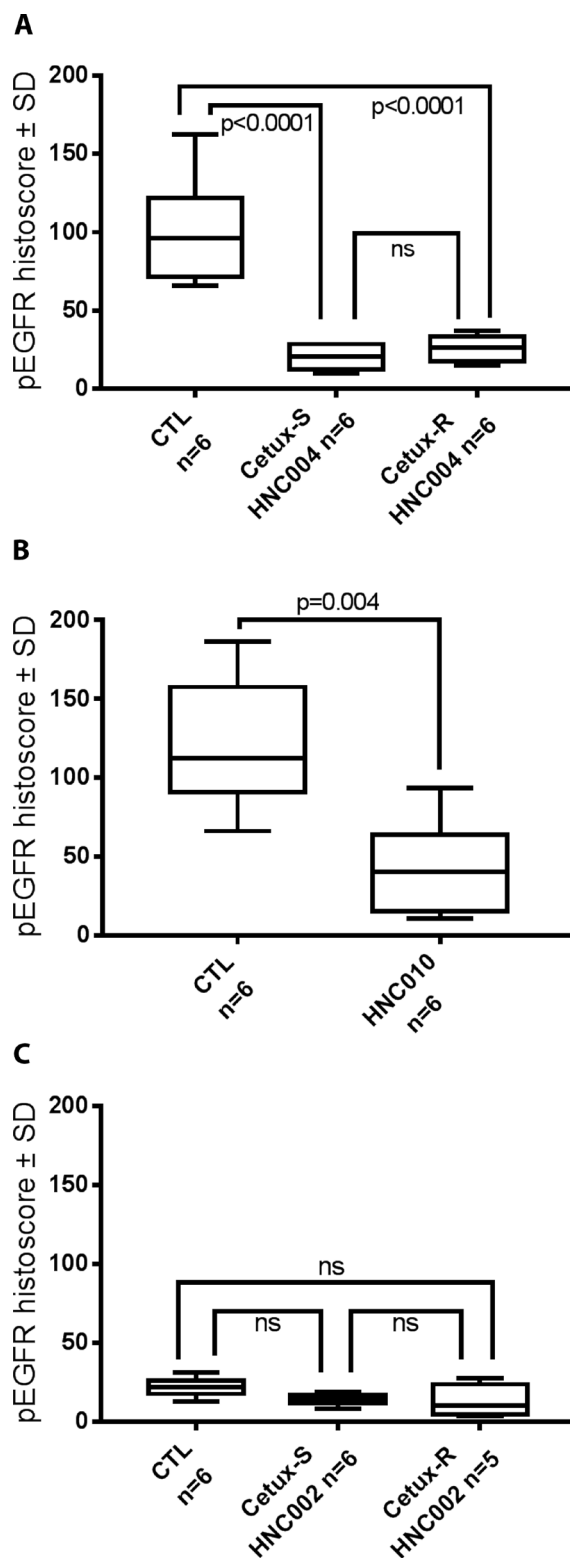 A
pEGFR histoscore ± SD
200
150
100
50
0
p<0.0001
p<0.0001
ns
CTL
n=6
Cetux-S
HNC004 n=6
Cetux-R
HNC004 n=6
B
pEGFR histoscore ± SD
200
150
100
50
0
p=0.004
CTL
n=6
HNC010
n=6
C
pEGFR histoscore ± SD
200
150
100
50
0
ns
ns
ns
CTL
n=6
Cetux-S
HNC002 n=6
Cetux-R
HNC002 n=5